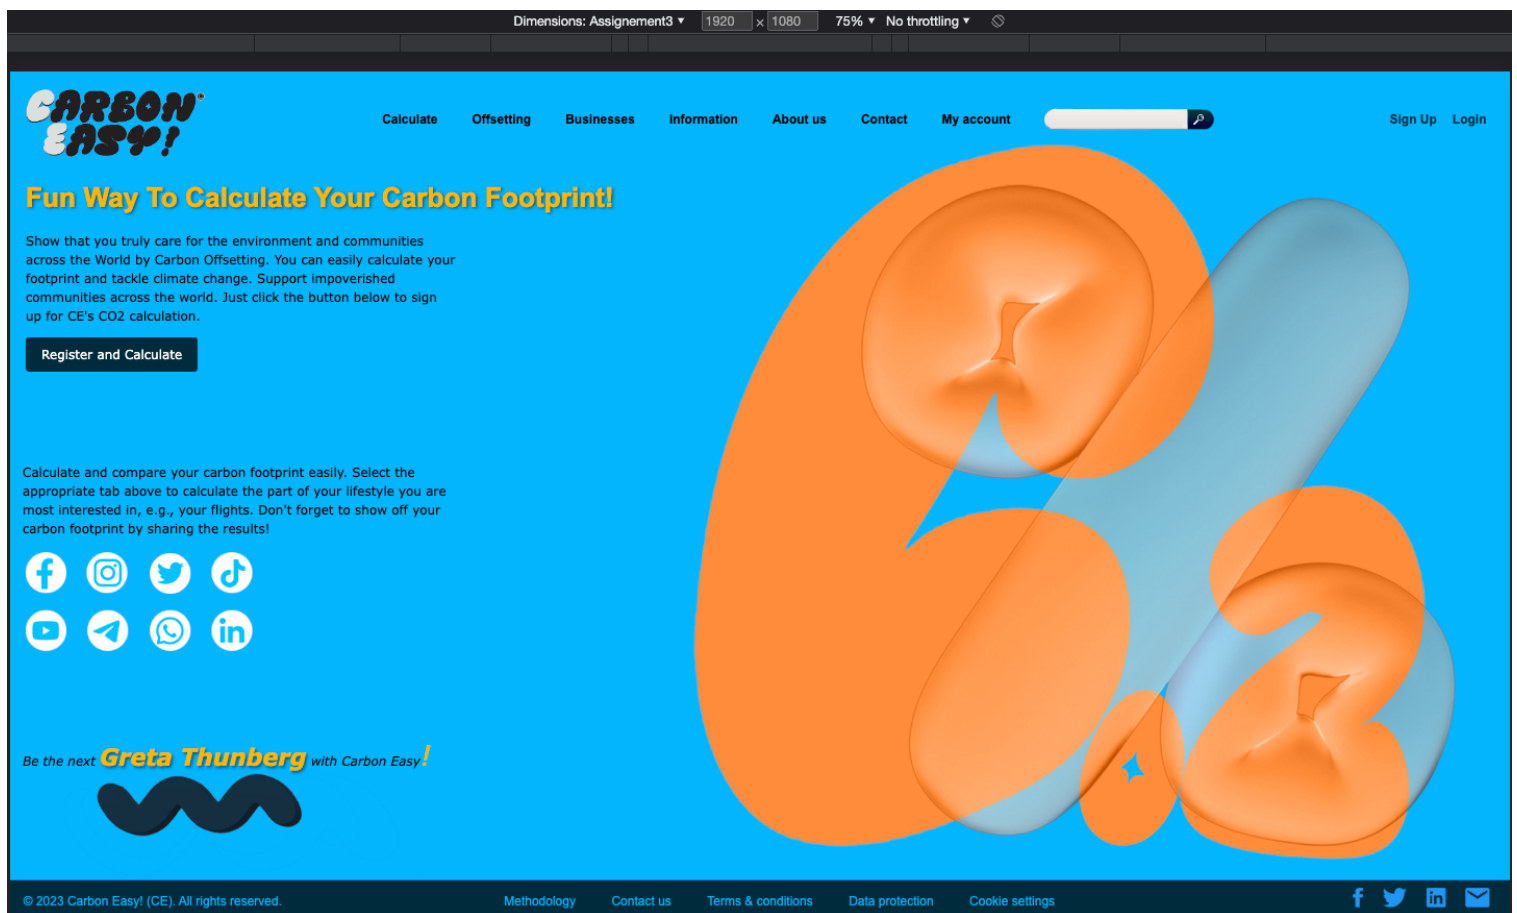 Dimensions: Assignement3 ▼ 1920 × 1080 75% ▼ No throttling ▼
CARBON
EASY!
Calculate Offsetting Businesses Information About us Contact My account Sign Up Login
Fun Way To Calculate Your Carbon Footprint!
Show that you truly care for the environment and communities
across the World by Carbon Offsetting. You can easily calculate your
footprint and tackle climate change. Support impoverished
communities across the world. Just click the button below to sign
up for CE's CO2 calculation.
Register and Calculate
Calculate and compare your carbon footprint easily. Select the
appropriate tab above to calculate the part of your lifestyle you are
most interested in, e.g., your flights. Don't forget to show off your
carbon footprint by sharing the results!
Be the next Greta Thunberg with Carbon Easy!
© 2023 Carbon Easy! (CE). All rights reserved. Methodology Contact us Terms & conditions Data protection Cookie settings